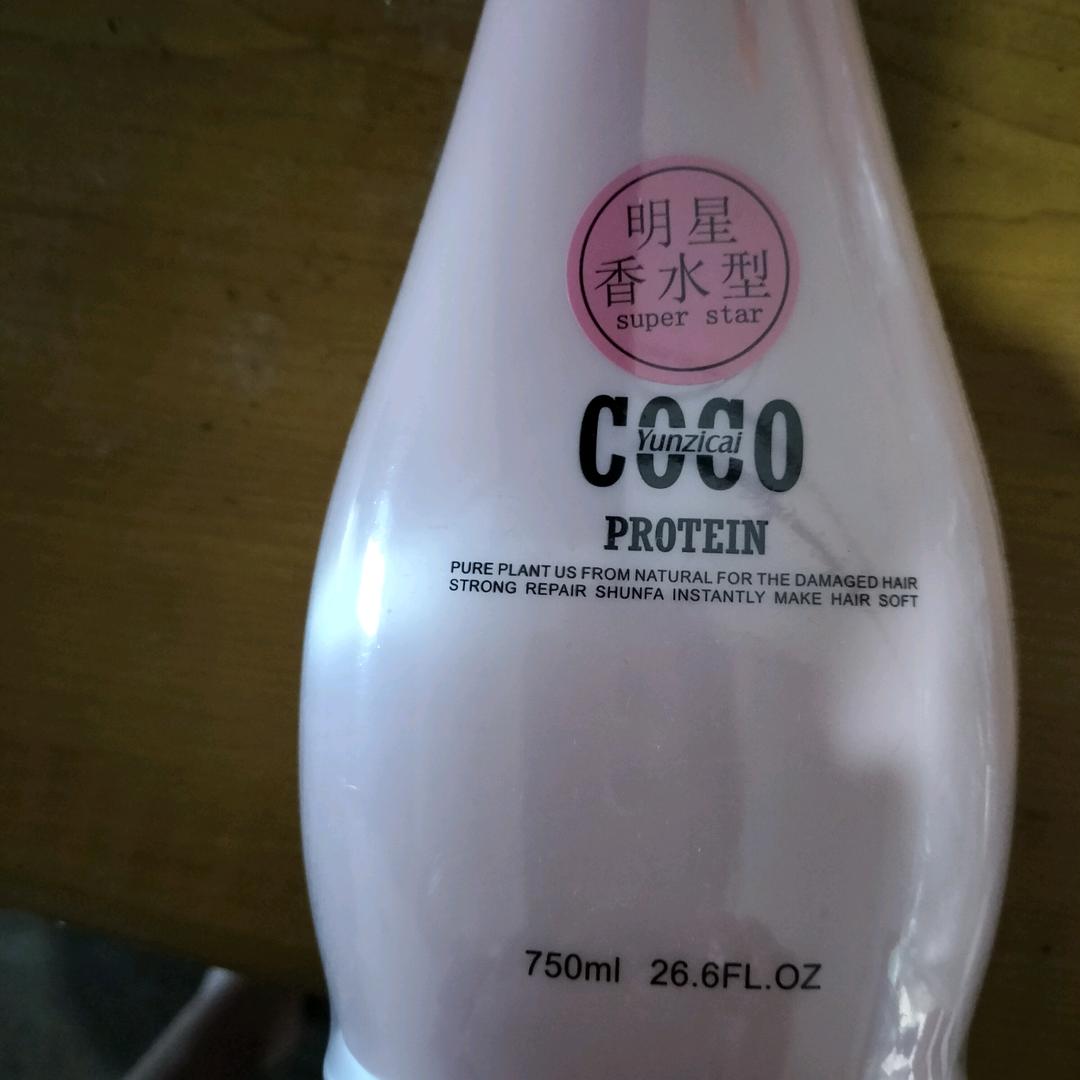 明星
香水型
super star
COCO
Yunzicai
PROTEIN
PURE PLANT US FROM NATURAL FOR THE DAMAGED HAIR
STRONG REPAIR SHUNFA INSTANTLY MAKE HAIR SOFT
750ml 26.6FL.OZ